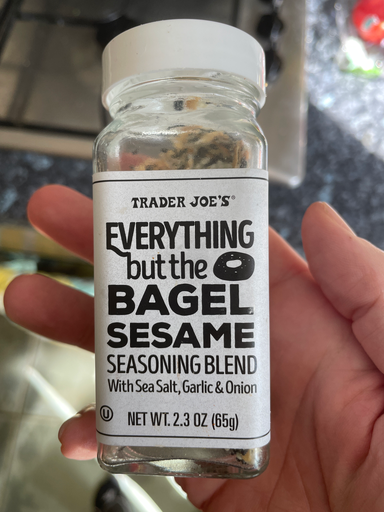 TRADER JOE'S®
EVERYTHING
but the
BAGEL
SESAME
SEASONING BLEND
With Sea Salt, Garlic & Onion
U
NET WT. 2.3 OZ (65g)